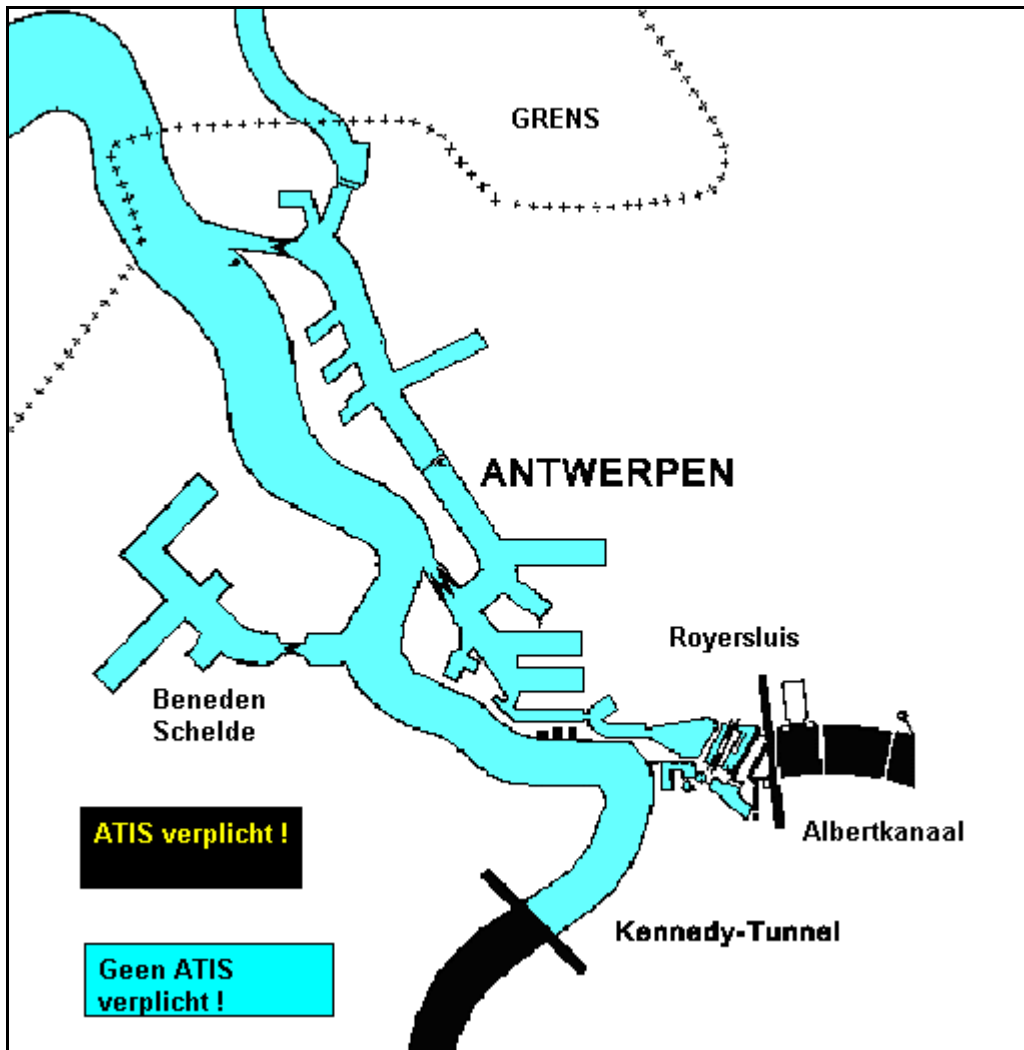 GRENS
ANTWERPEN
Royersluis
Beneden
Schelde
ATIS verplicht !
Albertkanaal
Kennedy-Tunnel
Geen ATIS
verplicht !